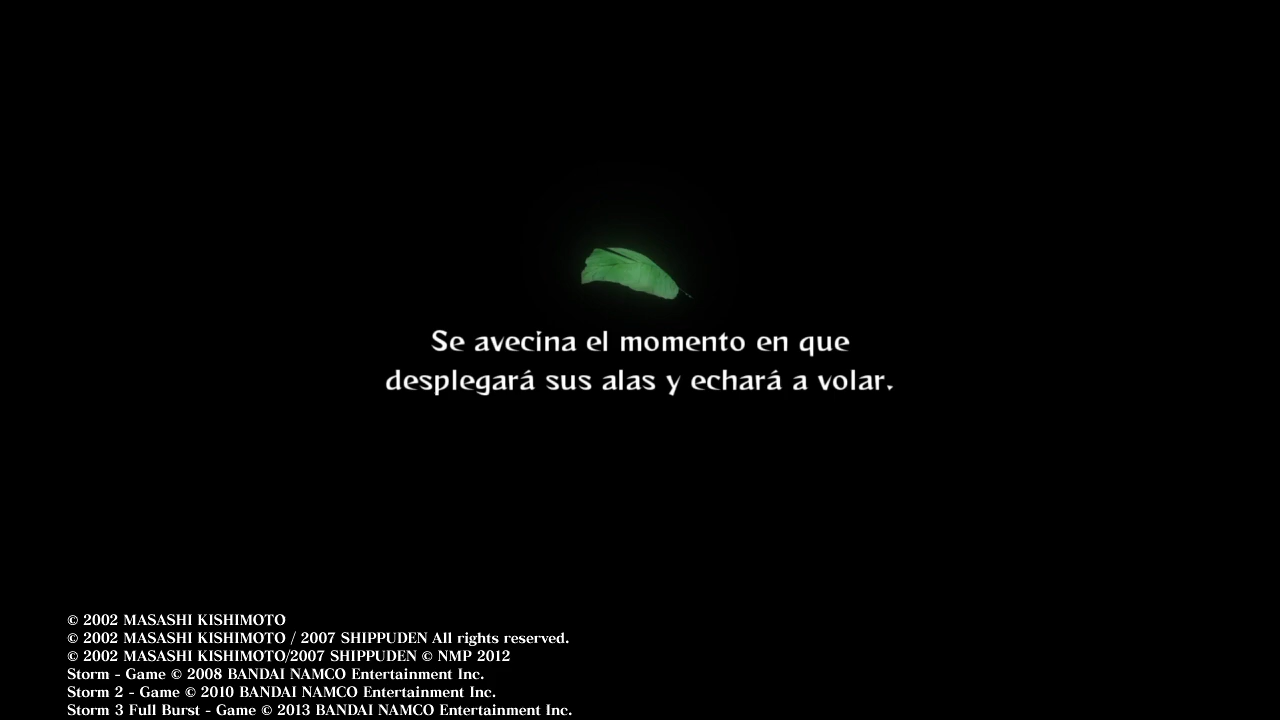 Se avecina el momento en que
desplegará sus alas y echará a volar.
© 2002 MASASHI KISHIMOTO
© 2002 MASASHI KISHIMOTO / 2007 SHIPPUDEN All rights reserved.
© 2002 MASASHI KISHIMOTO/2007 SHIPPUDEN © NMP 2012
Storm - Game © 2008 BANDAI NAMCO Entertainment Inc.
Storm 2 - Game © 2010 BANDAI NAMCO Entertainment Inc.
Storm 3 Full Burst - Game © 2013 BANDAI NAMCO Entertainment Inc.